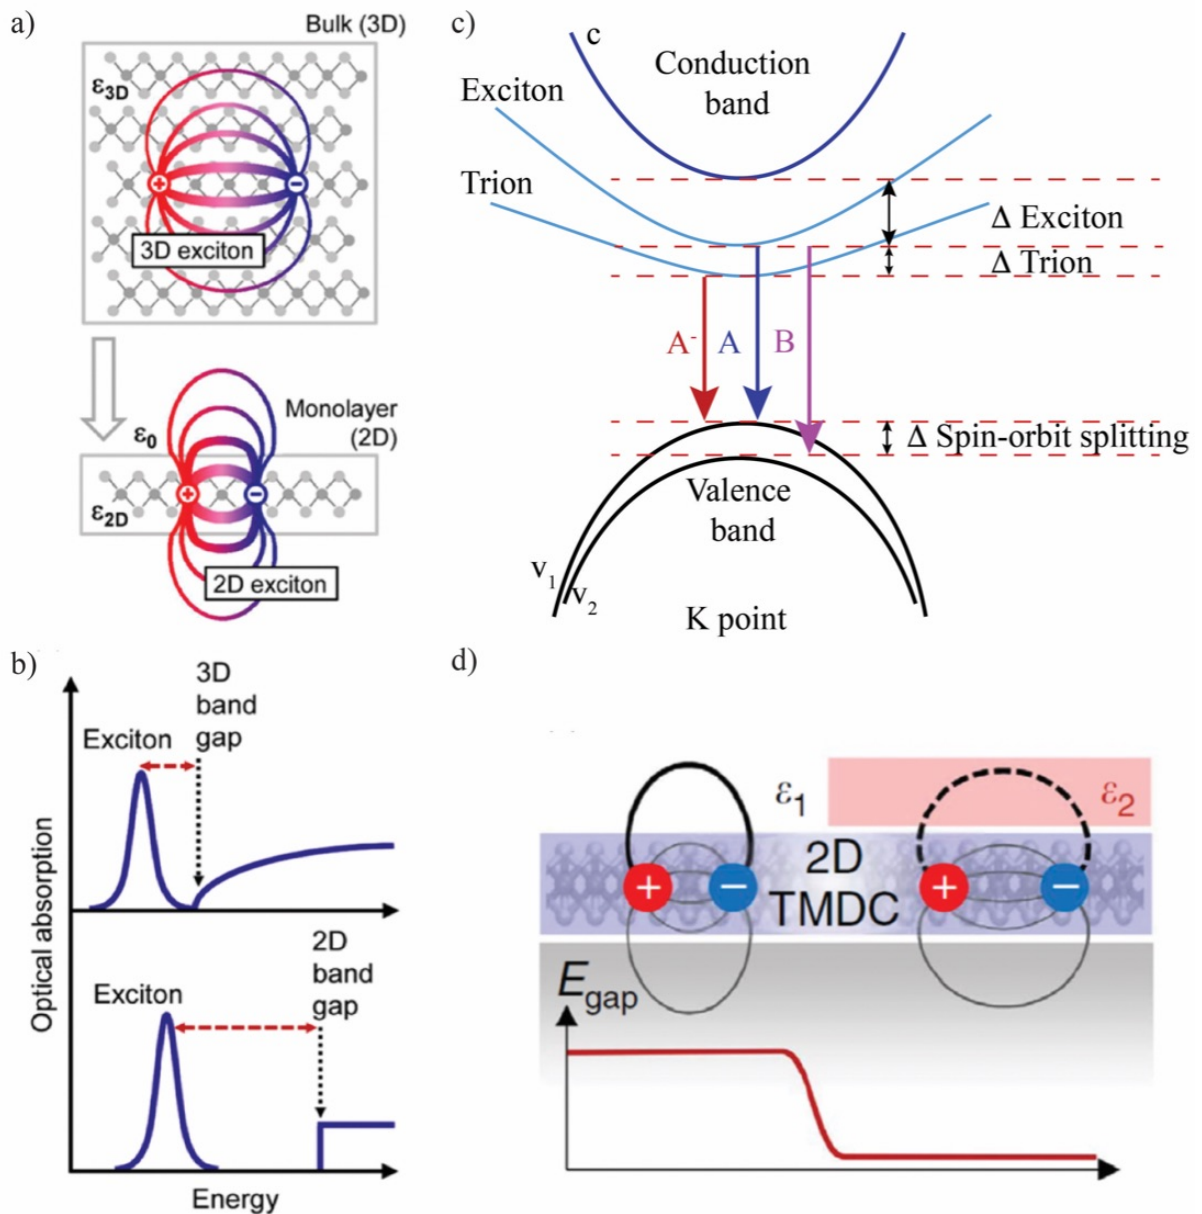 a)
Bulk (3D)
ε3D
+
−
3D exciton
Monolayer
(2D)
ε0
+
−
ε2D
2D exciton
b)
3D
band
gap
Exciton
2D
band
gap
Exciton
Optical absorption
Energy
c)
c
Conduction
band
Exciton
Trion
Δ Exciton
Δ Trion
A-
A
B
Δ Spin-orbit splitting
Valence
band
v1
v2
K point
d)
ε1
ε2
2D
TMDC
+
−
+
−
Egap